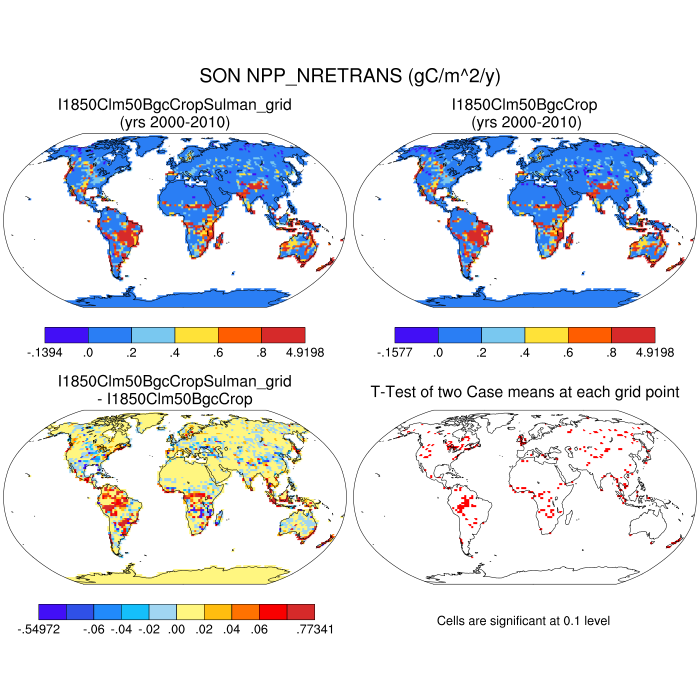 SON NPP_NRETRANS (gC/m^2/y)
I1850Clm50BgcCropSulman_grid
(yrs 2000-2010)
I1850Clm50BgcCrop
(yrs 2000-2010)
-.1394 .0 .2 .4 .6 .8 4.9198
-.1577 .0 .2 .4 .6 .8 4.9198
I1850Clm50BgcCropSulman_grid
- I1850Clm50BgcCrop
T-Test of two Case means at each grid point
-.54972 -.06 -.04 -.02 .00 .02 .04 .06 .77341
Cells are significant at 0.1 level